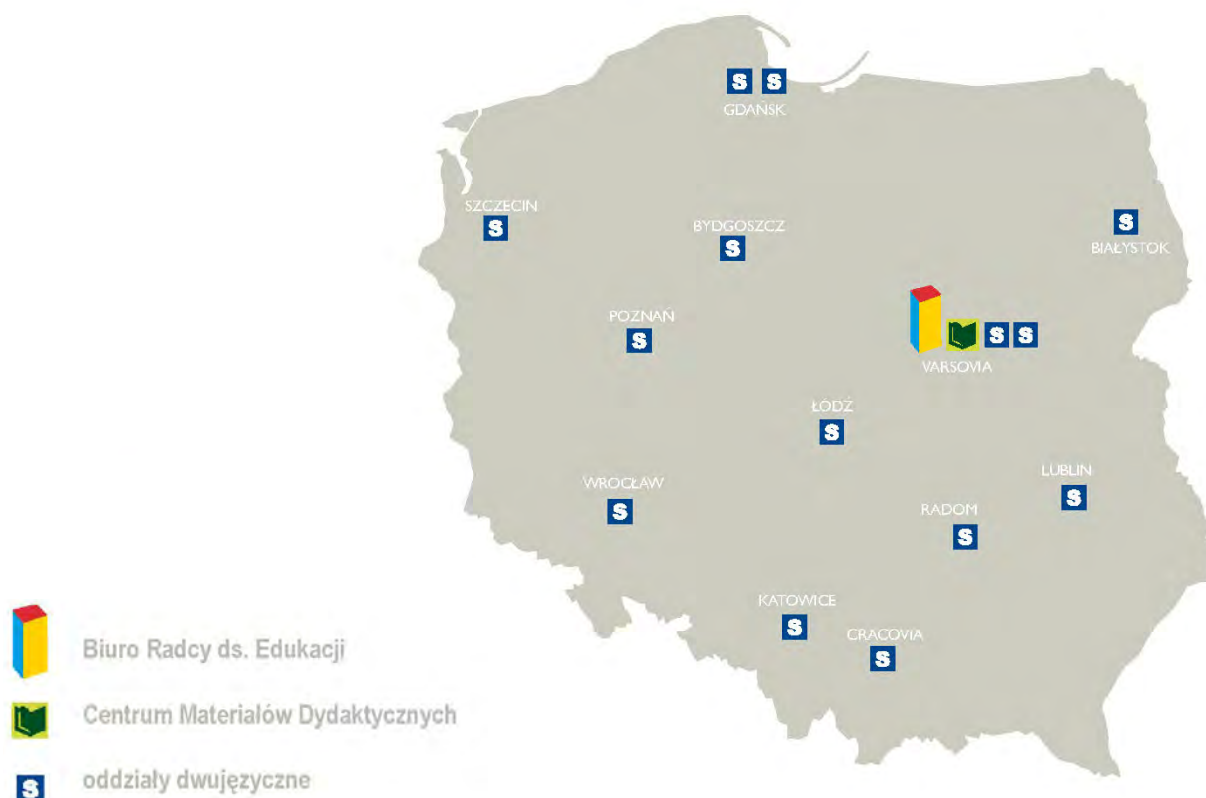 S S
GDAŃSK
SZCZECIN
S
BYDGOSZCZ
S
S
BIAŁYSTOK
POZNAŃ
S
S S
VARSOVIA
ŁÓDŹ
S
WROCŁAW
S
LUBLIN
S
RADOM
S
KATOWICE
S
CRACOVIA
S
Biuro Radcy ds. Edukacji
Centrum Materiałów Dydaktycznych
S oddziały dwujęzyczne